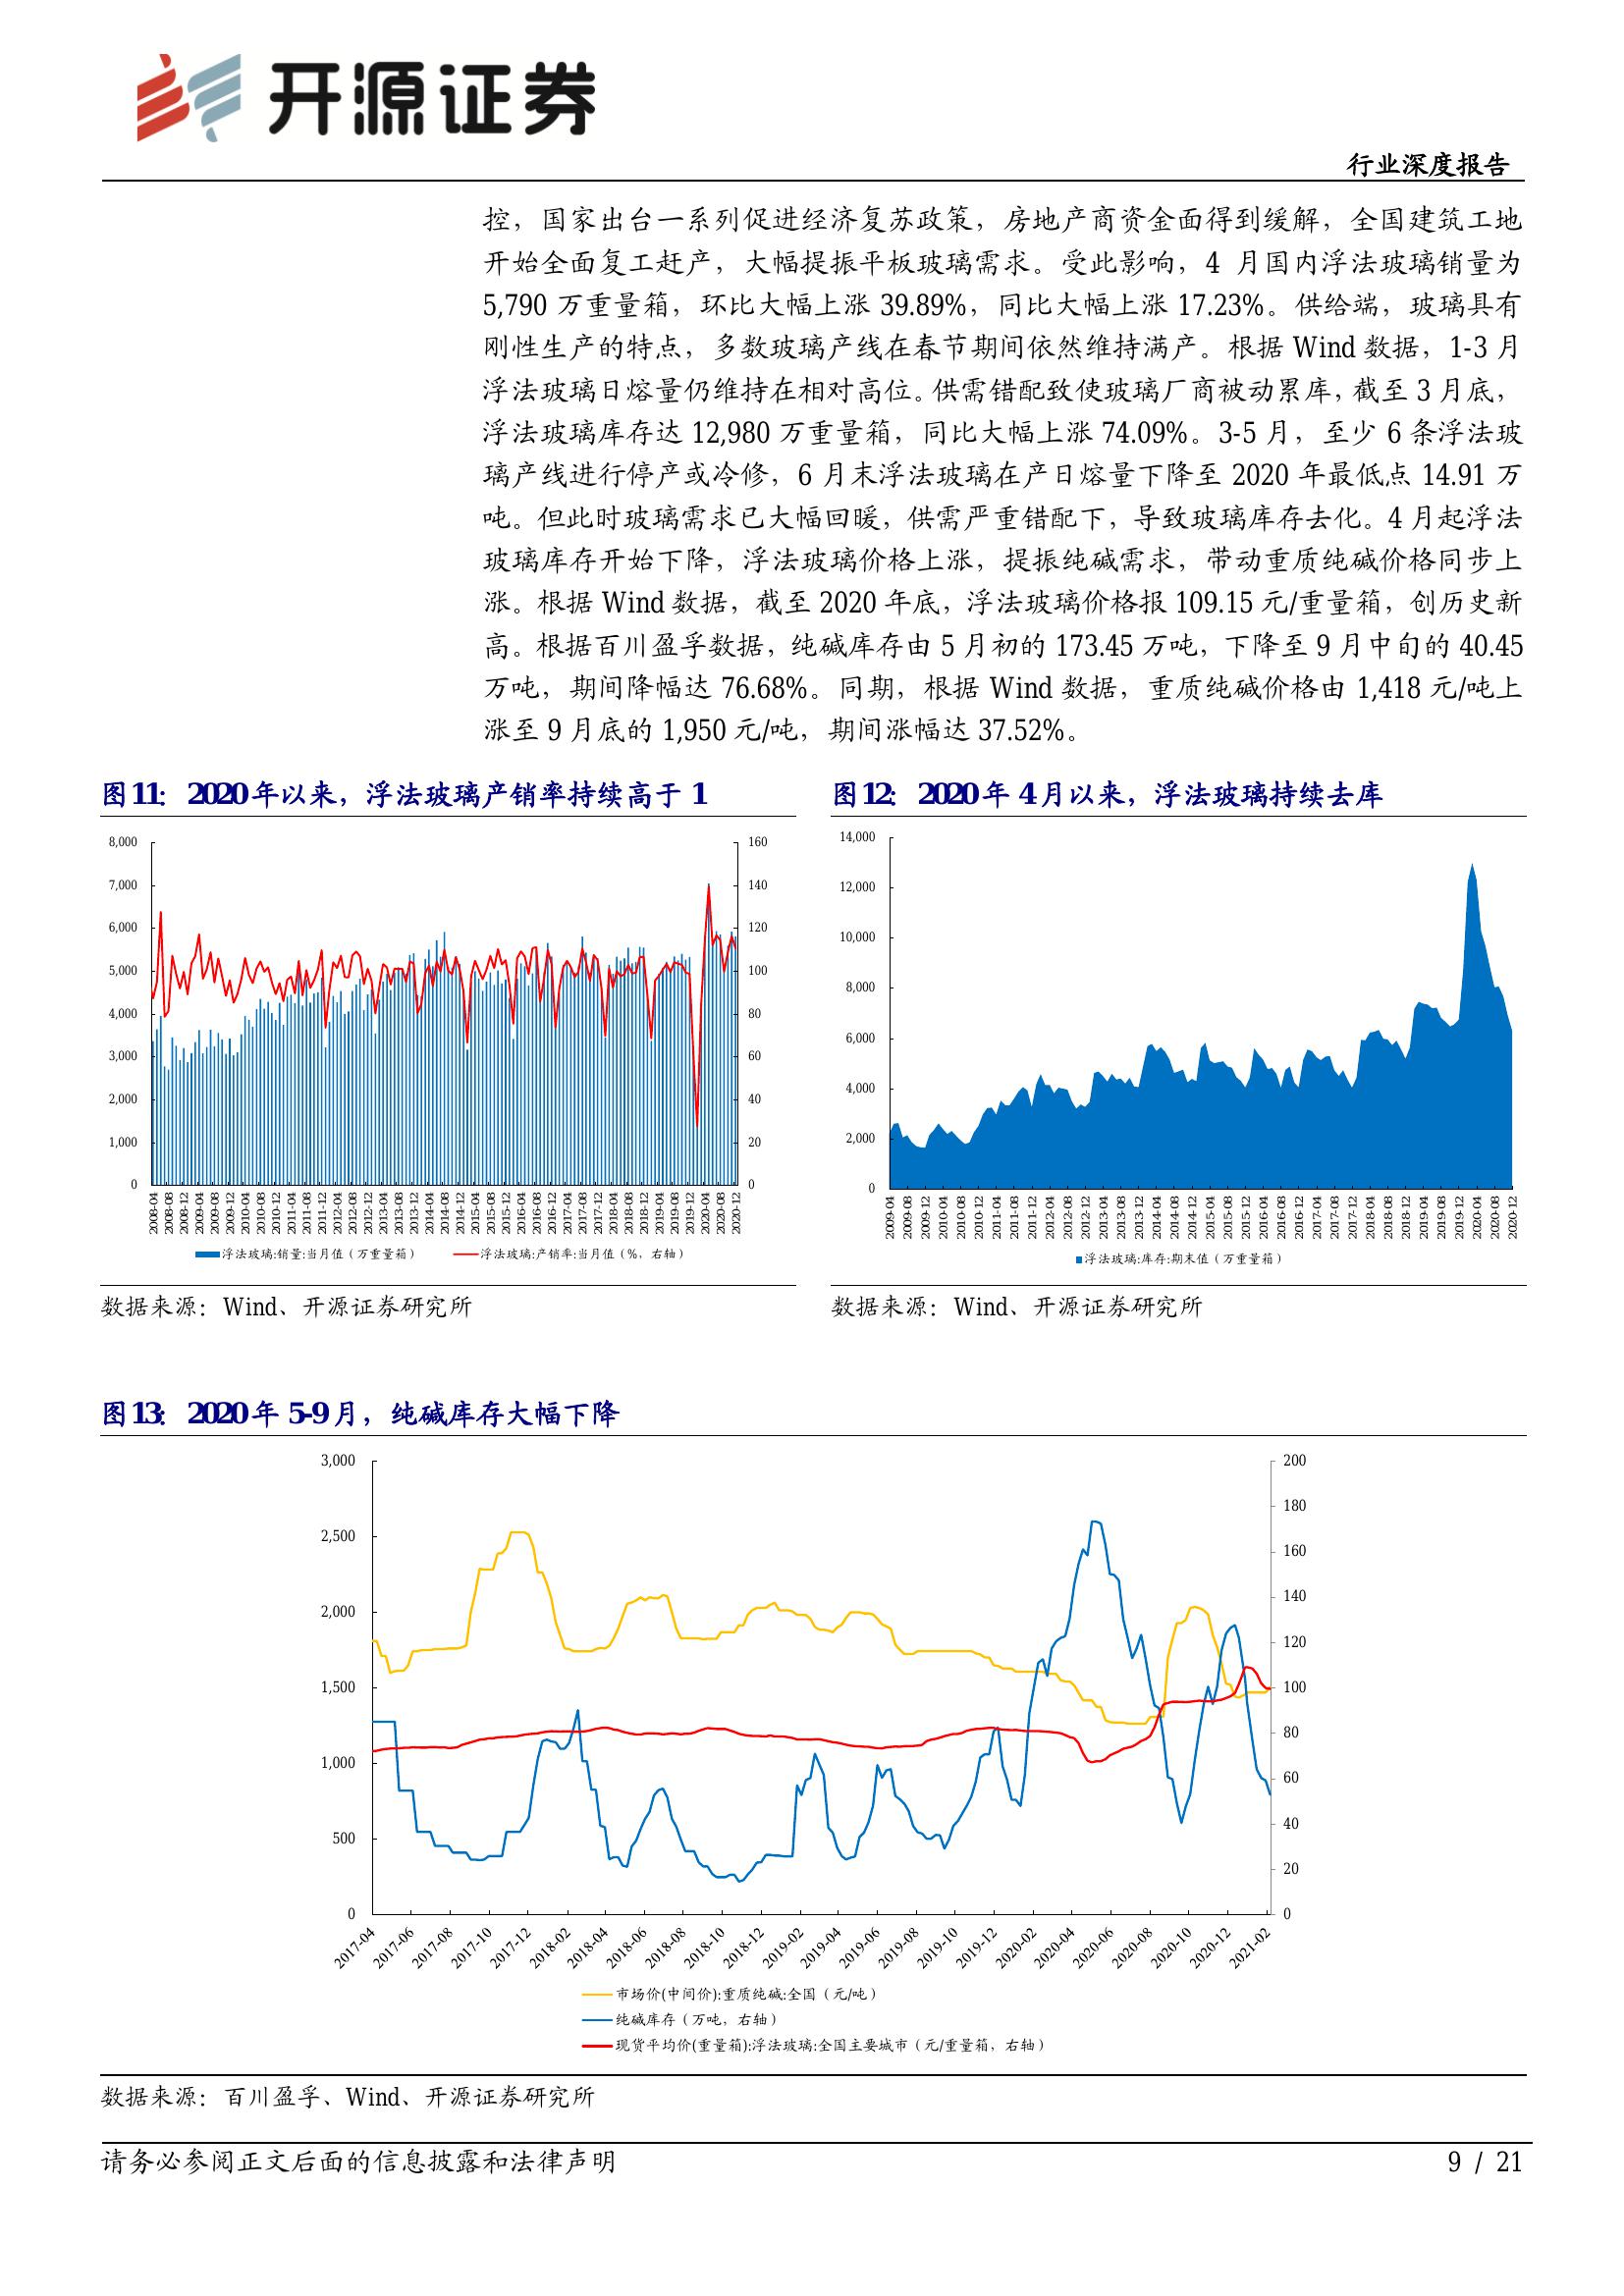 开源证券
行业深度报告
控，国家出台一系列促进经济复苏政策，房地产商资金面得到缓解，全国建筑工地
开始全面复工赶产，大幅提振平板玻璃需求。受此影响，4 月国内浮法玻璃销量为
5,790 万重量箱，环比大幅上涨 39.89%，同比大幅上涨 17.23%。供给端，玻璃具有
刚性生产的特点，多数玻璃产线在春节期间依然维持满产。根据 Wind 数据，1-3 月
浮法玻璃日熔量仍维持在相对高位。供需错配致使玻璃厂商被动累库，截至 3 月底，
浮法玻璃库存达 12,980 万重量箱，同比大幅上涨 74.09%。3-5 月，至少 6 条浮法玻
璃产线进行停产或冷修，6 月末浮法玻璃在产日熔量下降至 2020 年最低点 14.91 万
吨。但此时玻璃需求已大幅回暖，供需严重错配下，导致玻璃库存去化。4 月起浮法
玻璃库存开始下降，浮法玻璃价格上涨，提振纯碱需求，带动重质纯碱价格同步上
涨。根据 Wind 数据，截至 2020 年底，浮法玻璃价格报 109.15 元/重量箱，创历史新
高。根据百川盈孚数据，纯碱库存由 5 月初的 173.45 万吨，下降至 9 月中旬的 40.45
万吨，期间降幅达 76.68%。同期，根据 Wind 数据，重质纯碱价格由 1,418 元/吨上
涨至 9 月底的 1,950 元/吨，期间涨幅达 37.52%。
图11：2020 年以来，浮法玻璃产销率持续高于 1
8,000
7,000
6,000
5,000
4,000
3,000
2,000
1,000
0
160
140
120
100
80
60
40
20
0
2008-04 2008-08 2008-12 2009-04 2009-08 2009-12 2010-04 2010-08 2010-12 2011-04 2011-08 2011-12 2012-04 2012-08 2012-12 2013-04 2013-08 2013-12 2014-04 2014-08 2014-12 2015-04 2015-08 2015-12 2016-04 2016-08 2016-12 2017-04 2017-08 2017-12 2018-04 2018-08 2018-12 2019-04 2019-08 2019-12 2020-04 2020-08 2020-12
浮法玻璃:销量:当月值（万重量箱） 浮法玻璃:产销率:当月值（%，右轴）
数据来源：Wind、开源证券研究所
图12：2020 年 4 月以来，浮法玻璃持续去库
14,000
12,000
10,000
8,000
6,000
4,000
2,000
0
2009-04 2009-08 2009-12 2010-04 2010-08 2010-12 2011-04 2011-08 2011-12 2012-04 2012-08 2012-12 2013-04 2013-08 2013-12 2014-04 2014-08 2014-12 2015-04 2015-08 2015-12 2016-04 2016-08 2016-12 2017-04 2017-08 2017-12 2018-04 2018-08 2018-12 2019-04 2019-08 2019-12 2020-04 2020-08 2020-12
浮法玻璃:库存:期末值（万重量箱）
数据来源：Wind、开源证券研究所
图13：2020 年 5-9 月，纯碱库存大幅下降
3,000
2,500
2,000
1,500
1,000
500
0
200
180
160
140
120
100
80
60
40
20
0
2017-04 2017-06 2017-08 2017-10 2017-12 2018-02 2018-04 2018-06 2018-08 2018-10 2018-12 2019-02 2019-04 2019-06 2019-08 2019-10 2019-12 2020-02 2020-04 2020-06 2020-08 2020-10 2020-12 2021-02
市场价(中间价):重质纯碱:全国（元/吨）
纯碱库存（万吨，右轴）
现货平均价(重量箱):浮法玻璃:全国主要城市（元/重量箱，右轴）
数据来源：百川盈孚、Wind、开源证券研究所
请务必参阅正文后面的信息披露和法律声明
9 / 21